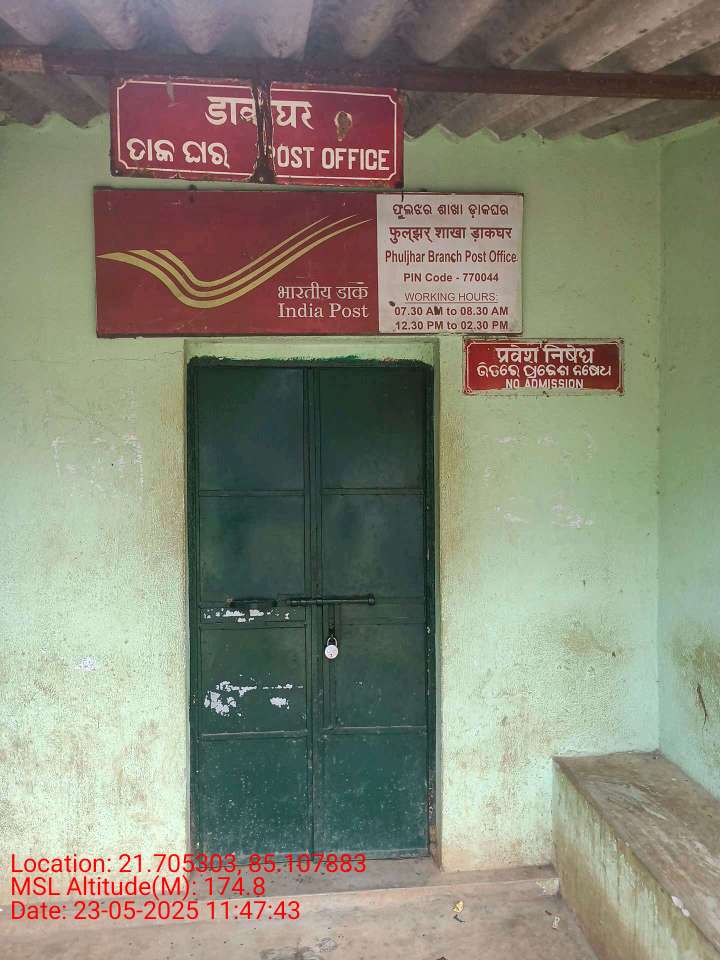 डाकघर
ଡାକ ଘର୍ POST OFFICE
भारतीय डाक
India Post
ଫୁଲଝର ଶାଖା ଡ଼ାକଘର
फुलझर् शाखा ड़ाकघर
Phuljhar Branch Post Office
PIN Code - 770044
WORKING HOURS:
07.30 AM to 08.30 AM
12.30 PM to 02.30 PM
प्रवेश निषेध
ଭିତରେ ପ୍ରବେଶ ନିଷେଧ
NO ADMISSION
Location: 21.705303, 85.107883
MSL Altitude(M): 174.8
Date: 23-05-2025 11:47:43